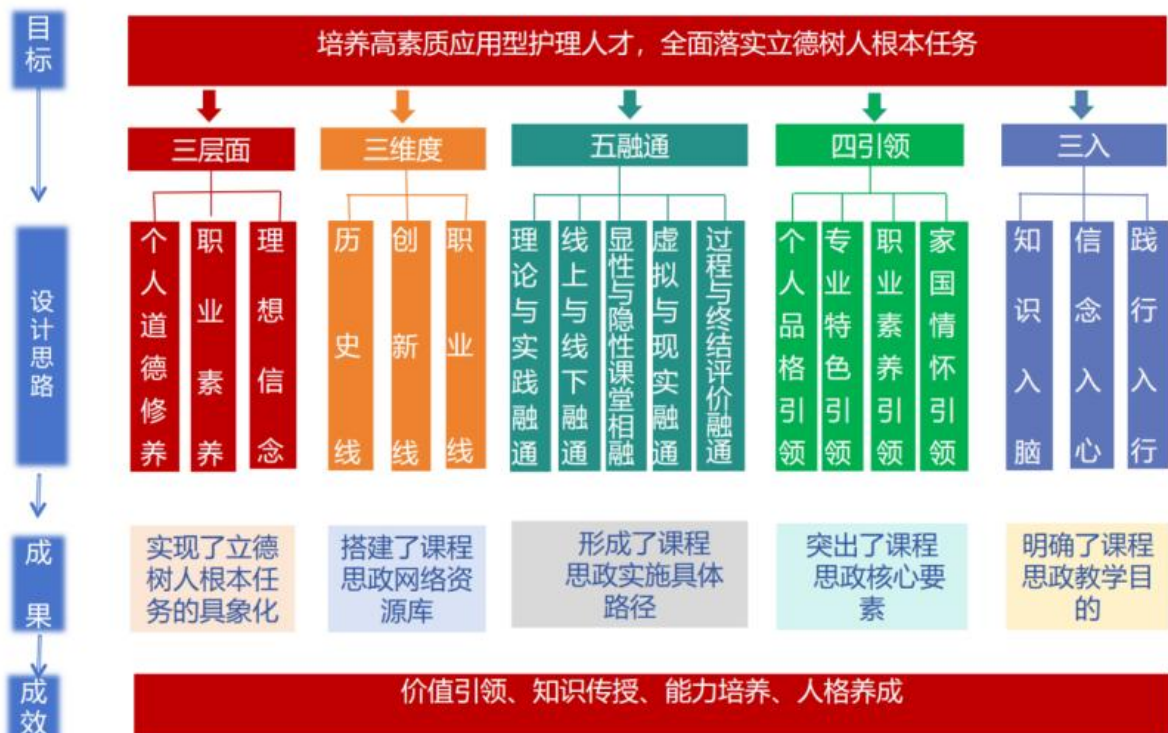 目标
培养高素质应用型护理人才，全面落实立德树人根本任务
三层面
三维度
五融通
四引领
三入
设计思路
个人道德修养
职业素养
理想信念
历史线
创新线
职业线
理论与实践融通
线上与线下融通
显性与隐性课堂相融
虚拟与现实融通
过程与终结评价融通
个人品格引领
专业特色引领
职业素养引领
家国情怀引领
知识入脑
信念入心
践行入行
成果
实现了立德
树人根本任
务的具象化
搭建了课程
思政网络资
源库
形成了课程
思政实施具体
路径
突出了课程
思政核心要
素
明确了课程
思政教学目
的
成效
价值引领、知识传授、能力培养、人格养成